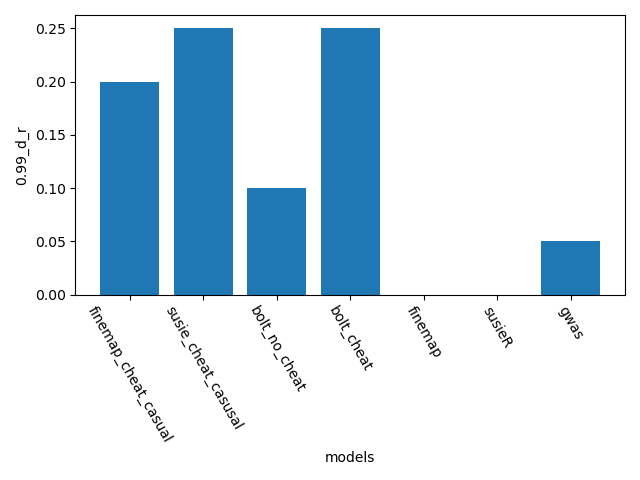 0.25
0.20
0.15
0.10
0.05
0.00
0.99_d_r
finemap_cheat_casual
susie_cheat_casusal
bolt_no_cheat
bolt_cheat
finemap
susieR
gwas
models